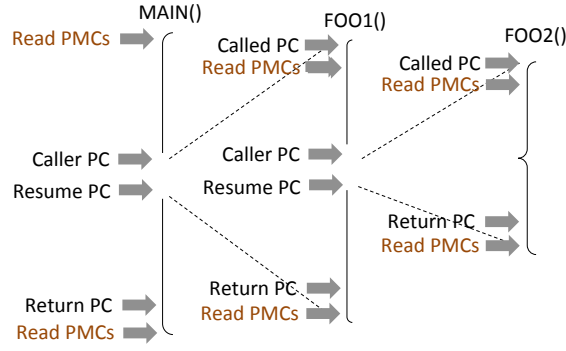 MAIN()
Read PMCs
Caller PC
Resume PC
Return PC
Read PMCs
FOO1()
Called PC
Read PMCs
Caller PC
Resume PC
Return PC
Read PMCs
FOO2()
Called PC
Read PMCs
Return PC
Read PMCs